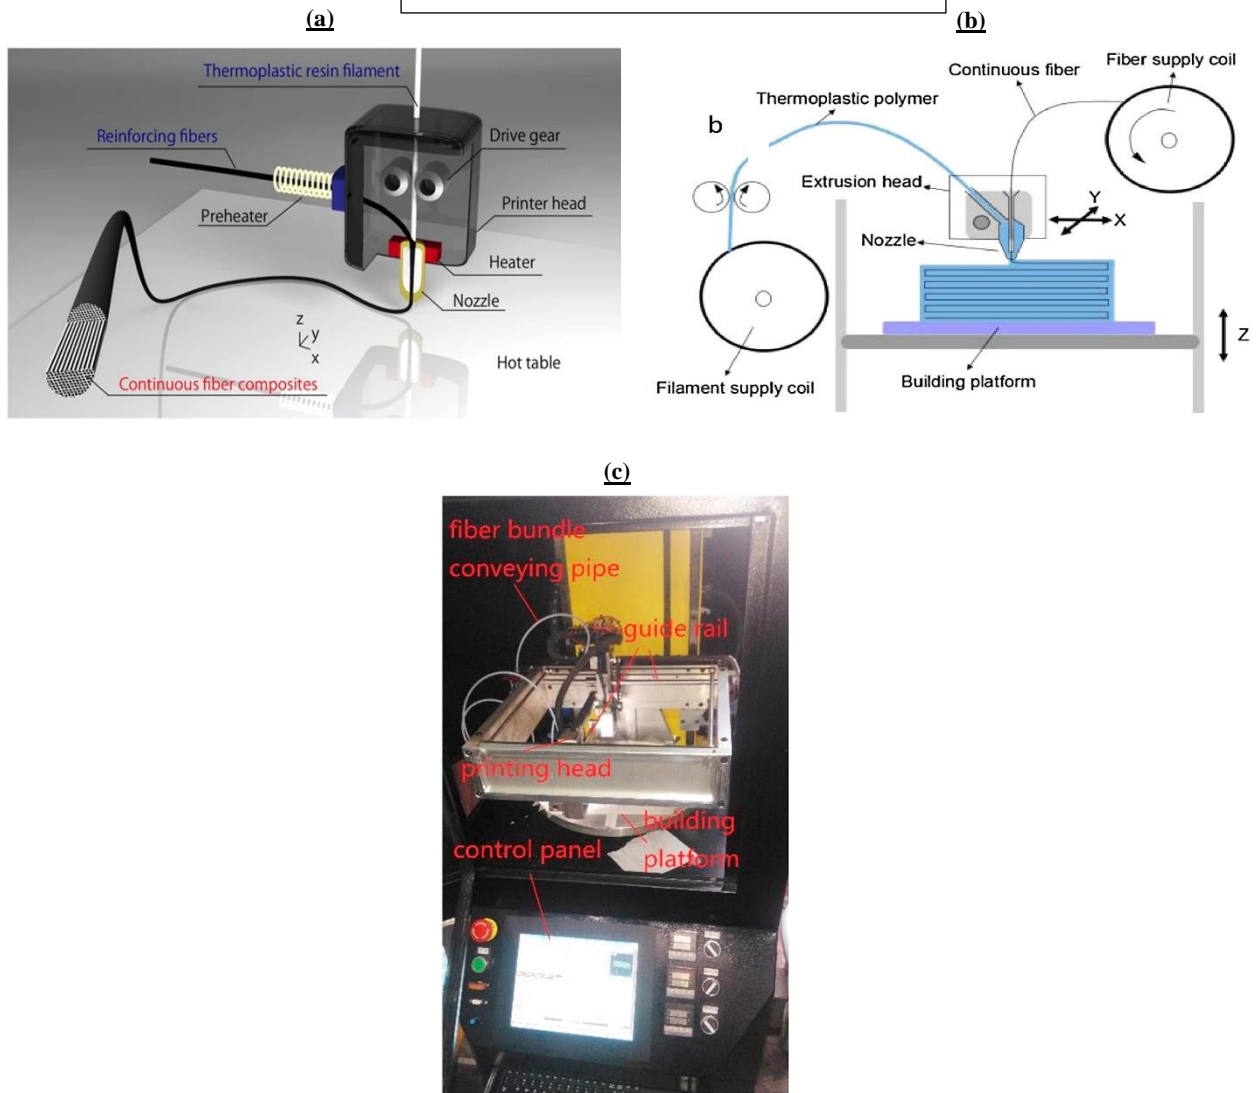 (a)
(b)
Thermoplastic resin filament
Reinforcing fibers
Drive gear
Preheater
Printer head
Heater
Nozzle
z
y
x
Hot table
Continuous fiber composites
Fiber supply coil
Continuous fiber
Thermoplastic polymer
b
Extrusion head
Y
X
Nozzle
Z
Building platform
Filament supply coil
(c)
fiber bundle
conveying pipe
guide rail
printing head
building
platform
control panel